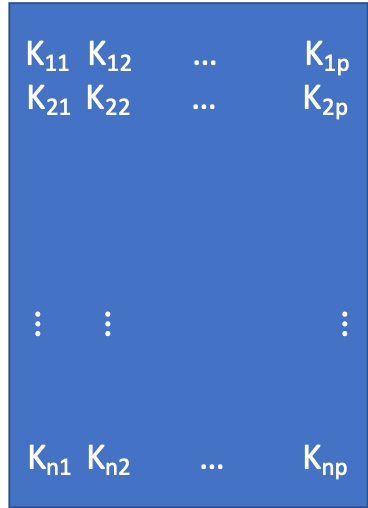 K₁₁ K₁₂ ... K₁ₚ
K₂₁ K₂₂ ... K₂ₚ
⋮ ⋮ ⋮
Kₙ₁ Kₙ₂ ... Kₙₚ